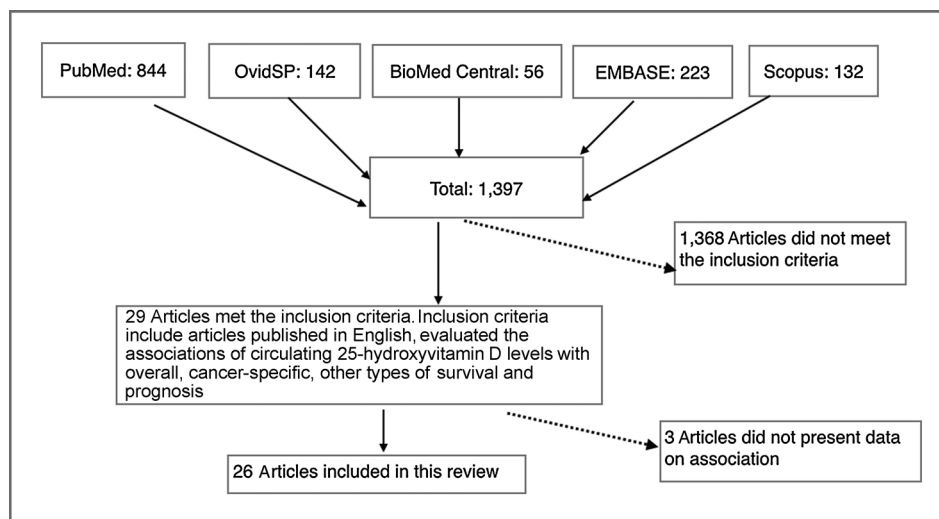 PubMed: 844
OvidSP: 142
BioMed Central: 56
EMBASE: 223
Scopus: 132
Total: 1,397
1,368 Articles did not meet
the inclusion criteria
29 Articles met the inclusion criteria. Inclusion criteria
include articles published in English, evaluated the
associations of circulating 25-hydroxyvitamin D levels with
overall, cancer-specific, other types of survival and
prognosis
3 Articles did not present data
on association
26 Articles included in this review